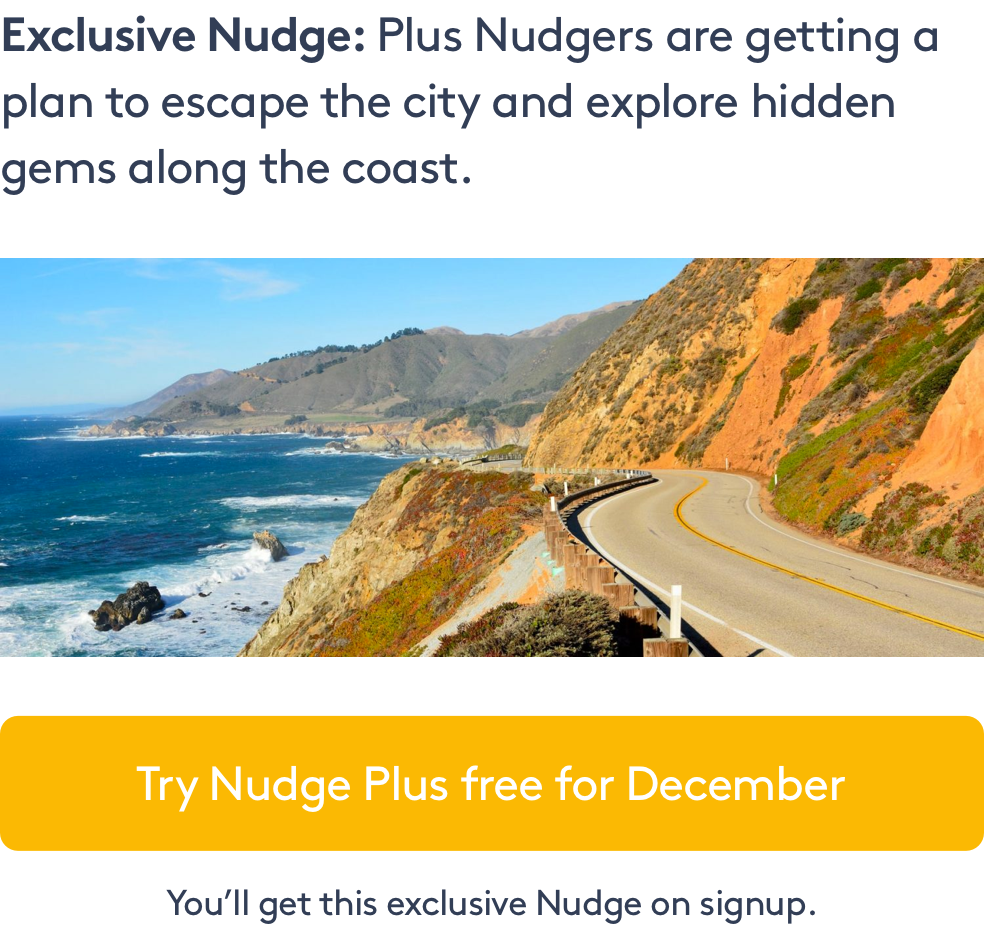 Exclusive Nudge: Plus Nudgers are getting a
plan to escape the city and explore hidden
gems along the coast.
Try Nudge Plus free for December
You’ll get this exclusive Nudge on signup.